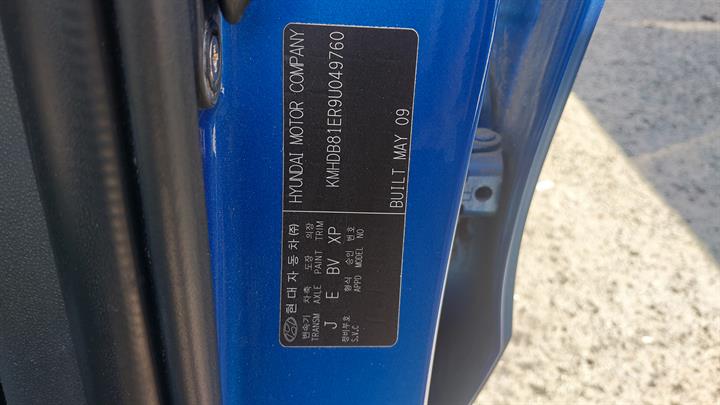 현대자동차(주) HYUNDAI MOTOR COMPANY
변속기 차축 도장 의장
TRANSM AXLE PAINT TRIM
KMHDB81ER9U049760
J E BV XP
형식 승인 번호
APPD MODEL NO
정비부호
S.V.C
BUILT MAY 09